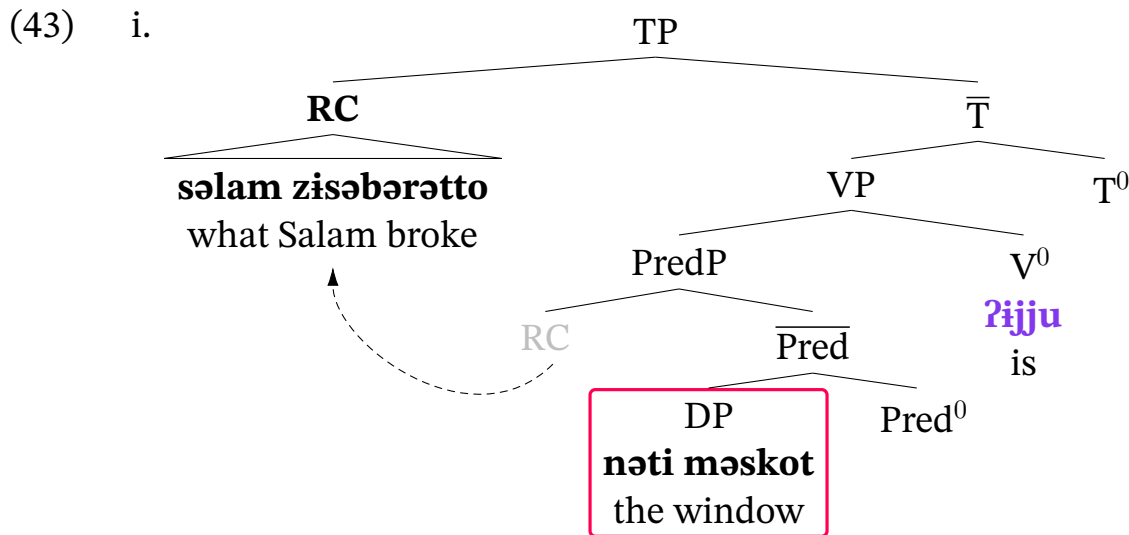 (43) i. TP
RC T̅
səlam zɨsəbərətto VP T⁰
what Salam broke
PredP V⁰
ʔɨjju
RC P̅r̅e̅d̅ is
DP Pred⁰
nəti məskot
the window